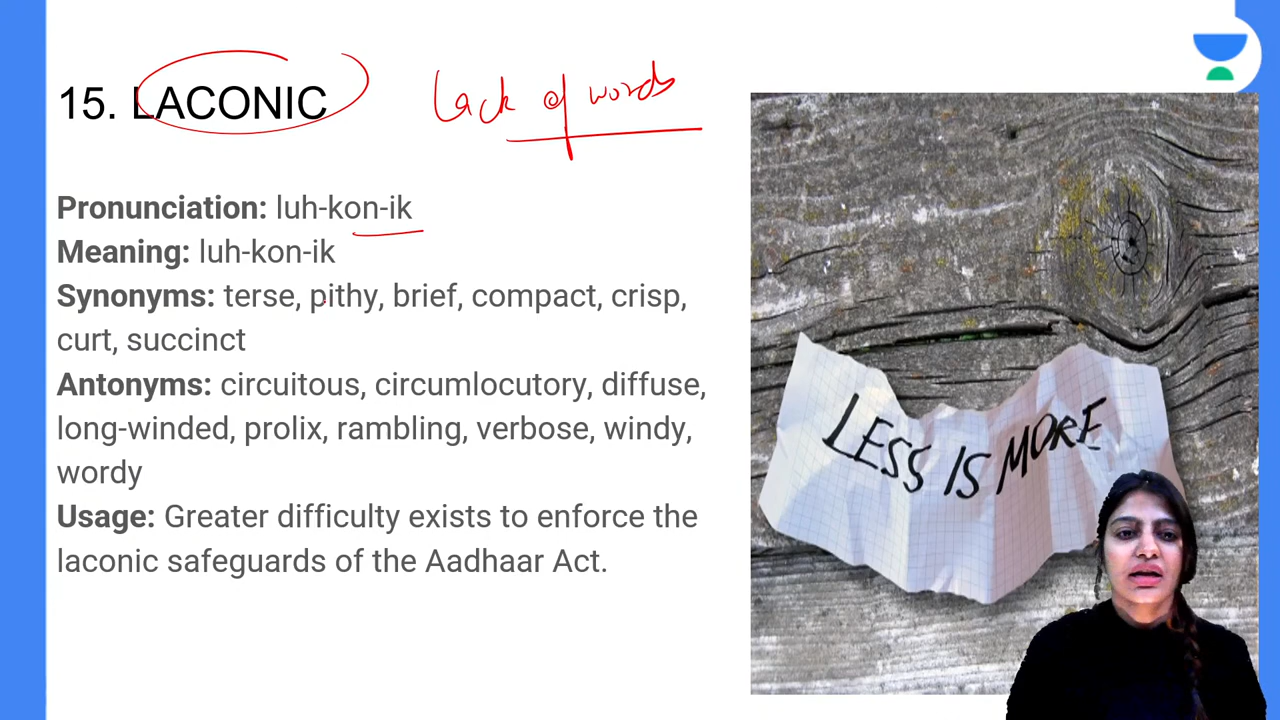 15. LACONIC
Lack of words
Pronunciation: luh-kon-ik
Meaning: luh-kon-ik
Synonyms: terse, pithy, brief, compact, crisp,
curt, succinct
Antonyms: circuitous, circumlocutory, diffuse,
long-winded, prolix, rambling, verbose, windy,
wordy
Usage: Greater difficulty exists to enforce the
laconic safeguards of the Aadhaar Act.
LESS IS MORE